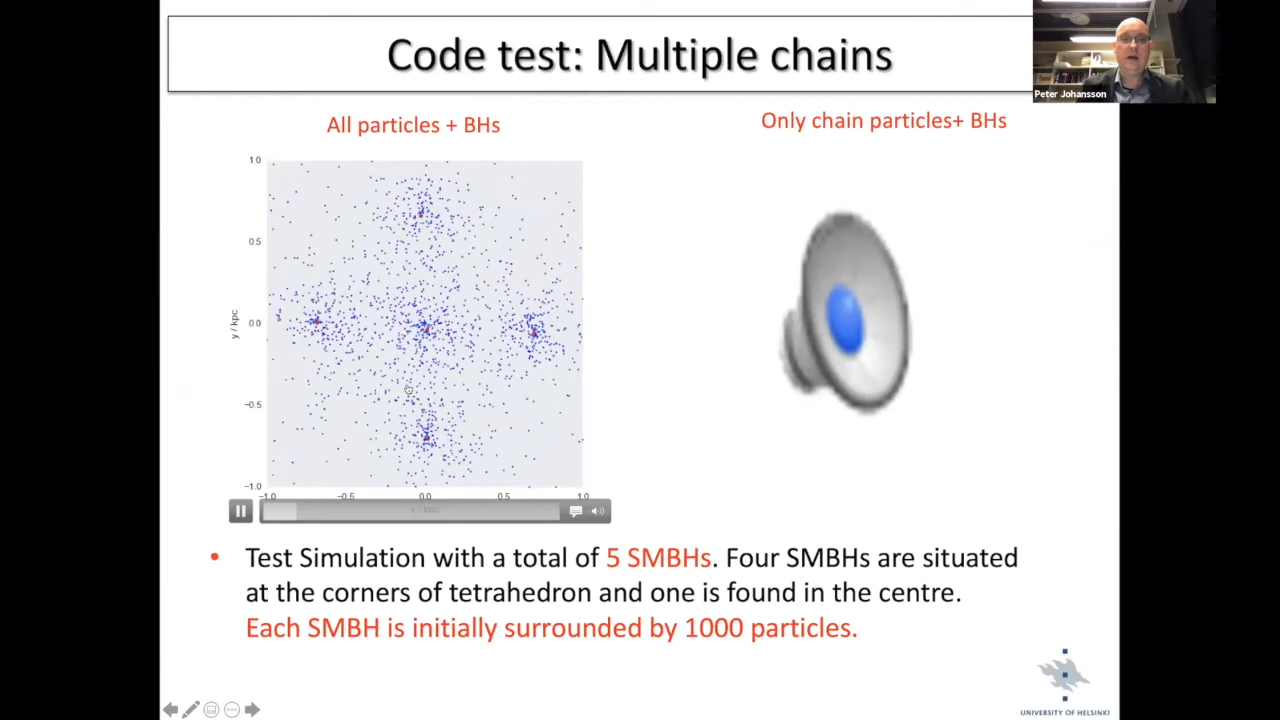 Code test: Multiple chains
Peter Johansson
All particles + BHs
Only chain particles+ BHs
1.0
0.5
0.0
−0.5
−1.0
y / kpc
−1.0 −0.5 0.0 0.5 1.0
x / kpc
• Test Simulation with a total of 5 SMBHs. Four SMBHs are situated
at the corners of tetrahedron and one is found in the centre.
Each SMBH is initially surrounded by 1000 particles.
UNIVERSITY OF HELSINKI